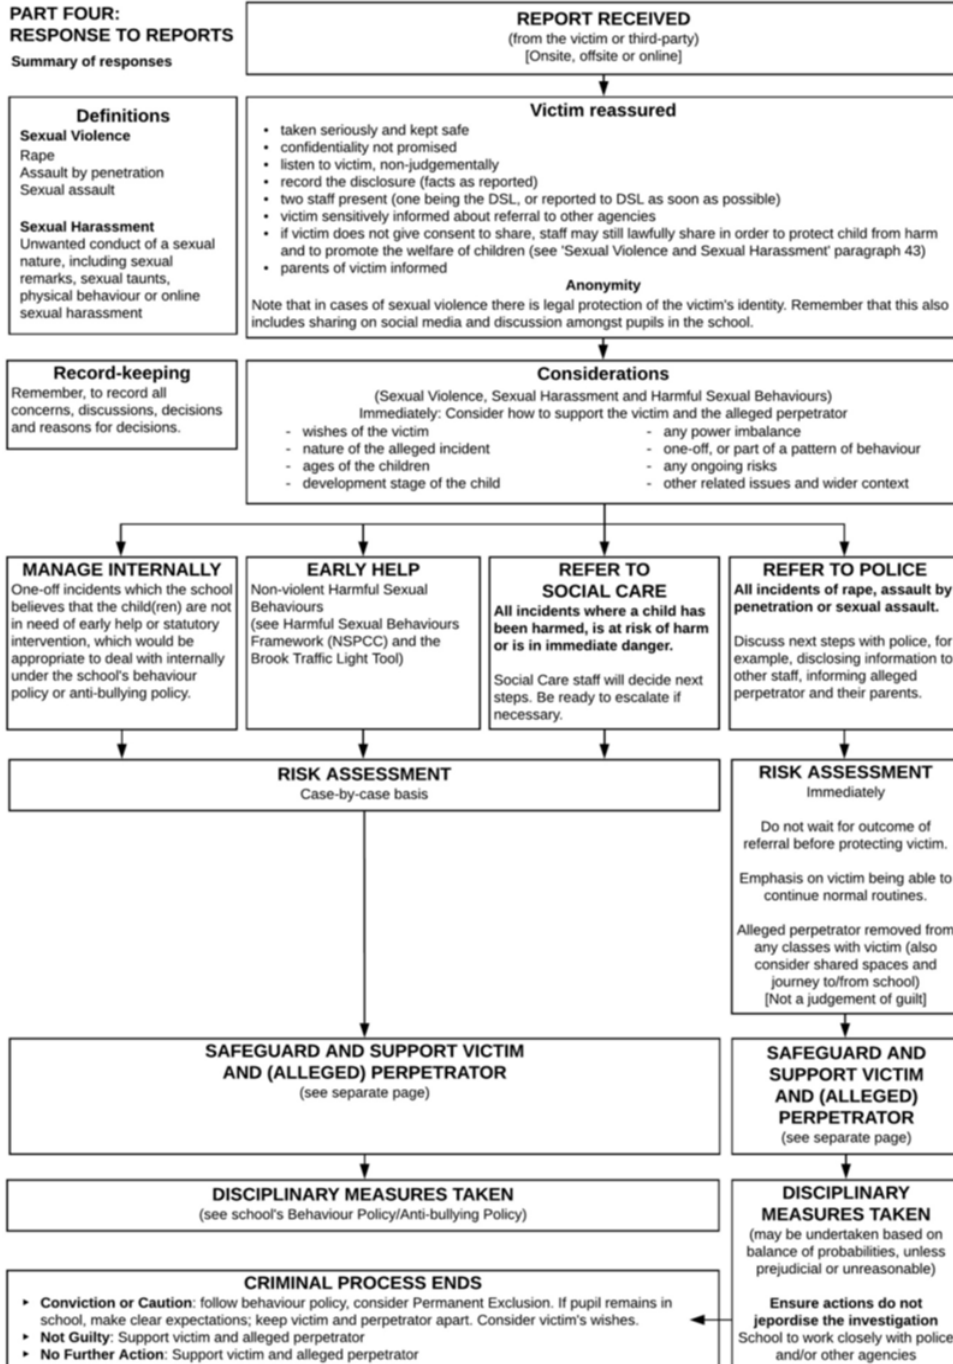 PART FOUR:
RESPONSE TO REPORTS
Summary of responses
REPORT RECEIVED
(from the victim or third-party)
[Onsite, offsite or online]
Definitions
Sexual Violence
Rape
Assault by penetration
Sexual assault
Sexual Harassment
Unwanted conduct of a sexual
nature, including sexual
remarks, sexual taunts,
physical behaviour or online
sexual harassment
Victim reassured
• taken seriously and kept safe
• confidentiality not promised
• listen to victim, non-judgementally
• record the disclosure (facts as reported)
• two staff present (one being the DSL, or reported to DSL as soon as possible)
• victim sensitively informed about referral to other agencies
• if victim does not give consent to share, staff may still lawfully share in order to protect child from harm
and to promote the welfare of children (see 'Sexual Violence and Sexual Harassment' paragraph 43)
• parents of victim informed
Anonymity
Note that in cases of sexual violence there is legal protection of the victim's identity. Remember that this also
includes sharing on social media and discussion amongst pupils in the school.
Record-keeping
Remember, to record all
concerns, discussions, decisions
and reasons for decisions.
Considerations
(Sexual Violence, Sexual Harassment and Harmful Sexual Behaviours)
Immediately: Consider how to support the victim and the alleged perpetrator
- wishes of the victim
- nature of the alleged incident
- ages of the children
- development stage of the child
- any power imbalance
- one-off, or part of a pattern of behaviour
- any ongoing risks
- other related issues and wider context
MANAGE INTERNALLY
One-off incidents which the school
believes that the child(ren) are not
in need of early help or statutory
intervention, which would be
appropriate to deal with internally
under the school's behaviour
policy or anti-bullying policy.
EARLY HELP
Non-violent Harmful Sexual
Behaviours
(see Harmful Sexual Behaviours
Framework (NSPCC) and the
Brook Traffic Light Tool)
REFER TO
SOCIAL CARE
All incidents where a child has
been harmed, is at risk of harm
or is in immediate danger.
Social Care staff will decide next
steps. Be ready to escalate if
necessary.
REFER TO POLICE
All incidents of rape, assault by
penetration or sexual assault.
Discuss next steps with police, for
example, disclosing information to
other staff, informing alleged
perpetrator and their parents.
RISK ASSESSMENT
Case-by-case basis
RISK ASSESSMENT
Immediately
Do not wait for outcome of
referral before protecting victim.
Emphasis on victim being able to
continue normal routines.
Alleged perpetrator removed from
any classes with victim (also
consider shared spaces and
journey to/from school)
[Not a judgement of guilt]
SAFEGUARD AND SUPPORT VICTIM
AND (ALLEGED) PERPETRATOR
(see separate page)
SAFEGUARD AND
SUPPORT VICTIM
AND (ALLEGED)
PERPETRATOR
(see separate page)
DISCIPLINARY MEASURES TAKEN
(see school's Behaviour Policy/Anti-bullying Policy)
DISCIPLINARY
MEASURES TAKEN
(may be undertaken based on
balance of probabilities, unless
prejudicial or unreasonable)
Ensure actions do not
jepordise the investigation
School to work closely with police
and/or other agencies
CRIMINAL PROCESS ENDS
‣ Conviction or Caution: follow behaviour policy, consider Permanent Exclusion. If pupil remains in
school, make clear expectations; keep victim and perpetrator apart. Consider victim's wishes.
‣ Not Guilty: Support victim and alleged perpetrator
‣ No Further Action: Support victim and alleged perpetrator